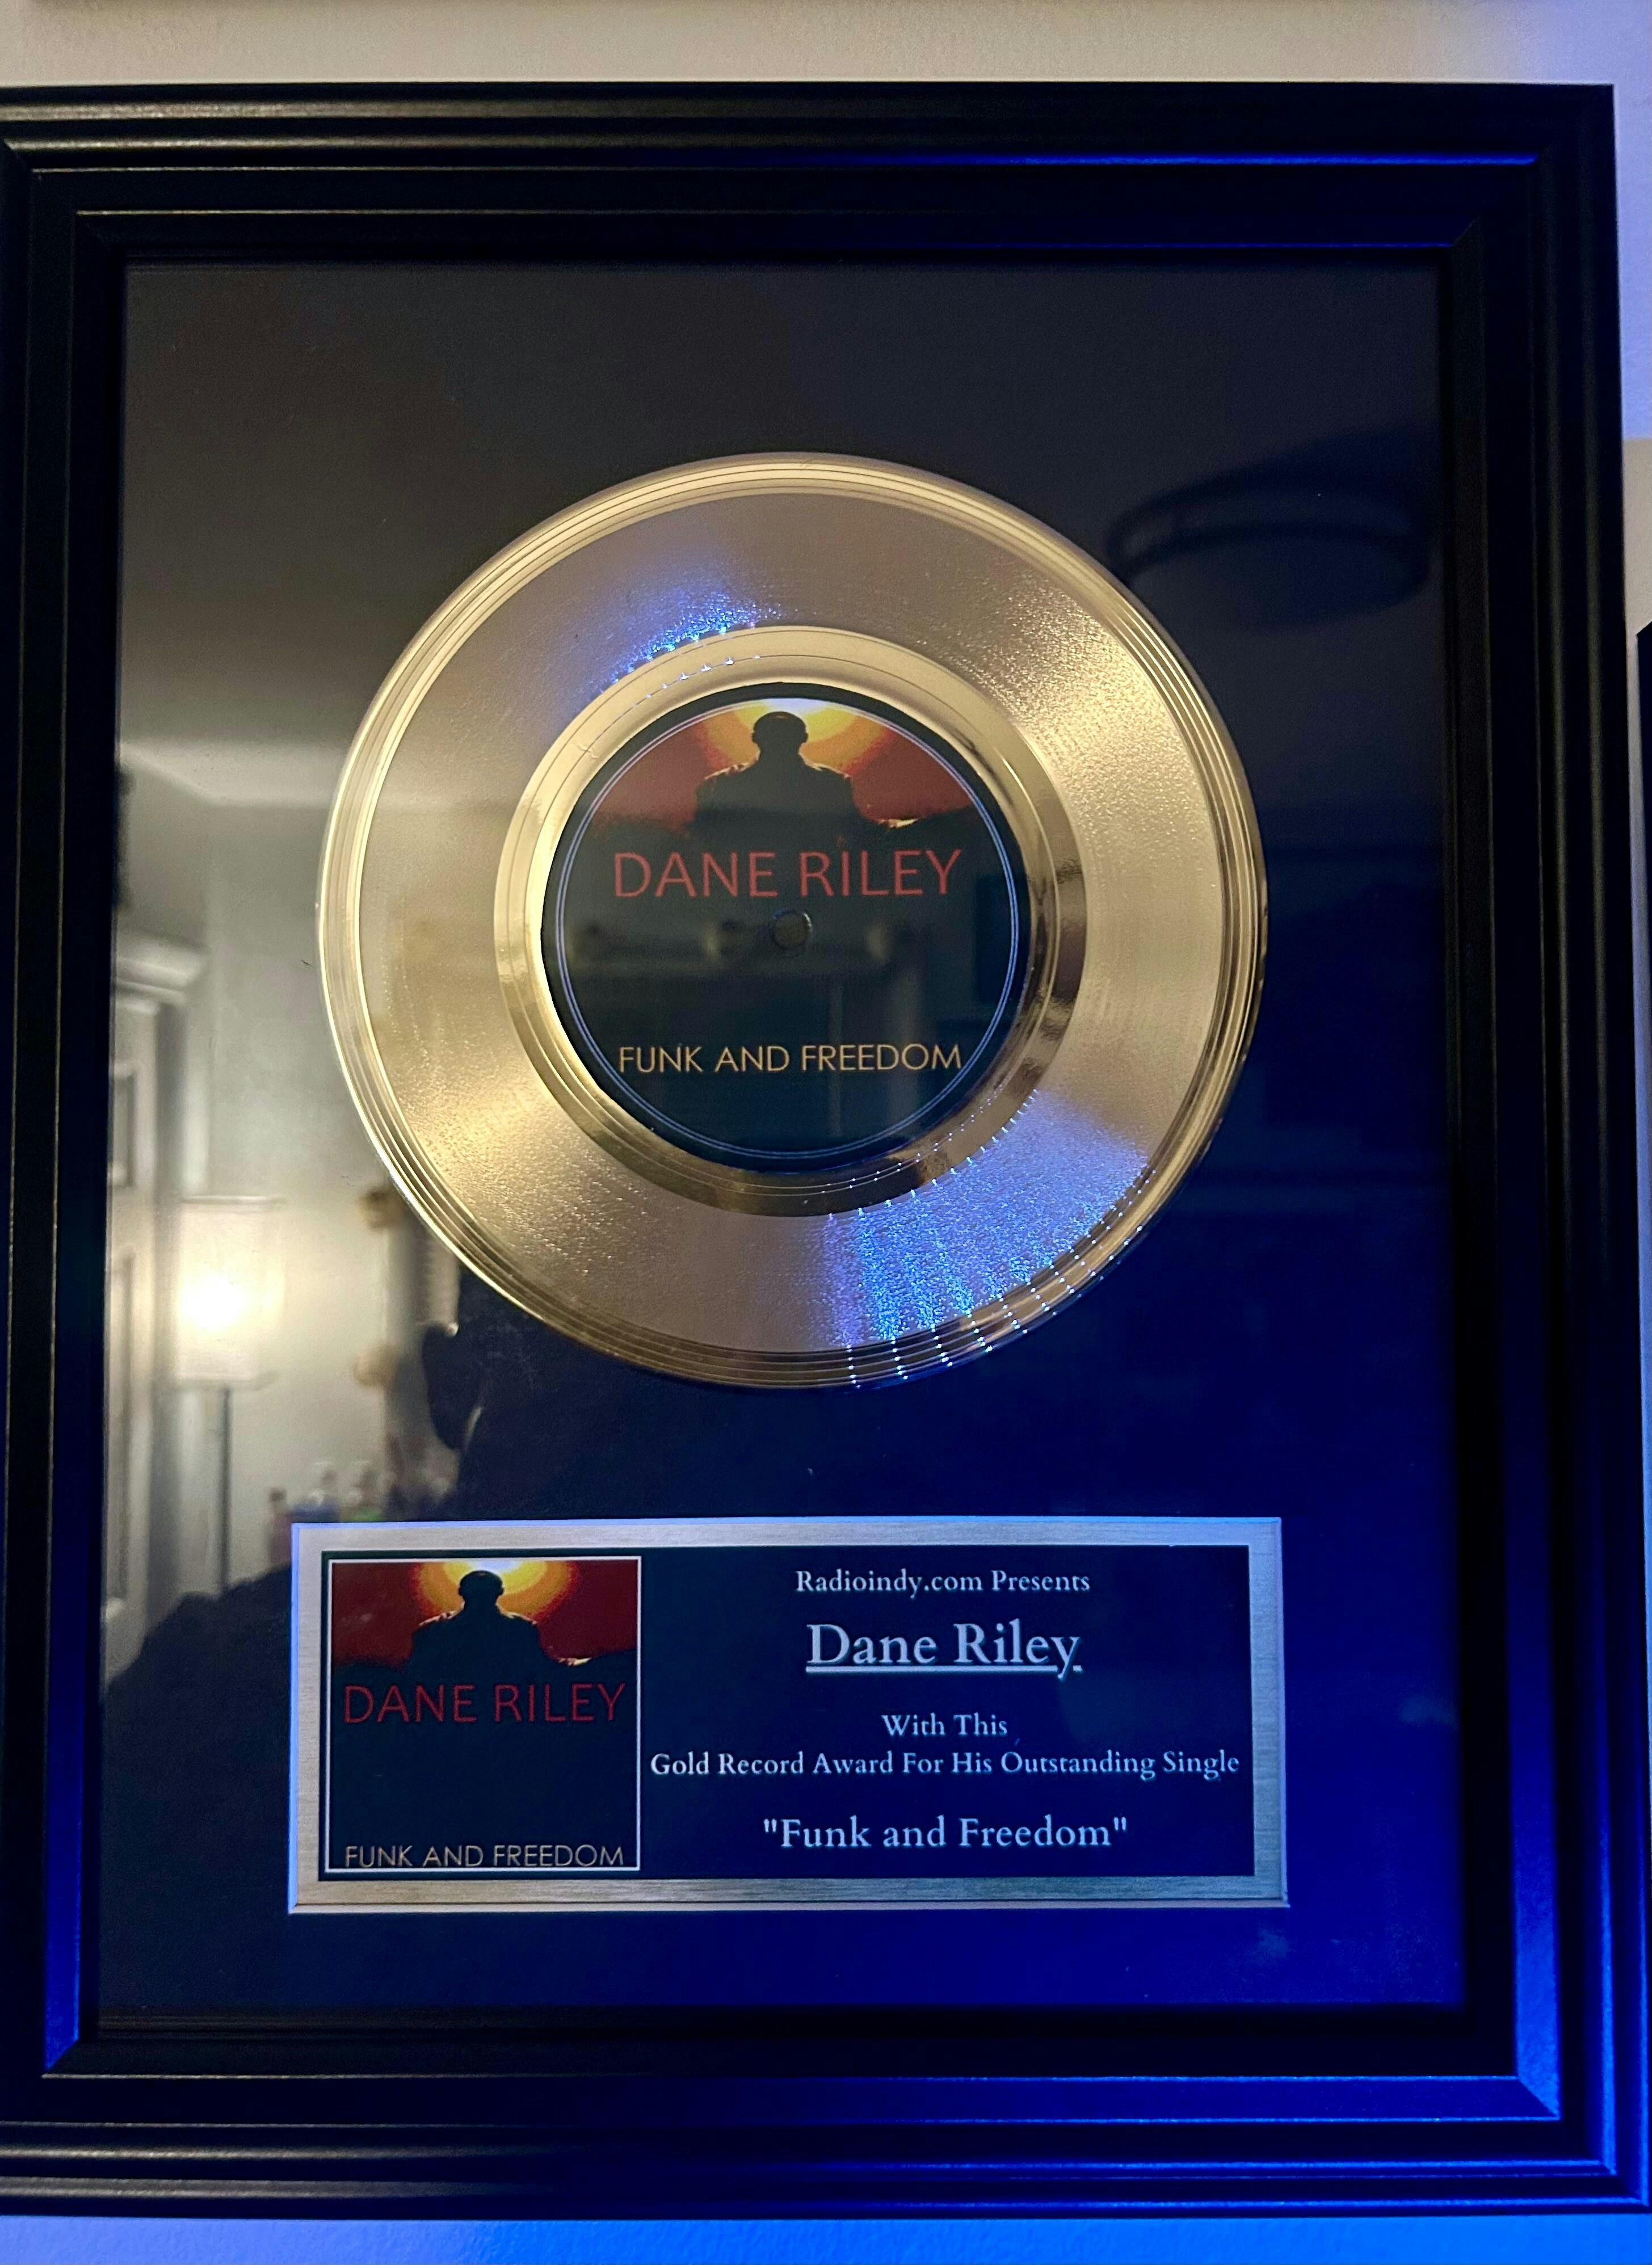 DANE RILEY
FUNK AND FREEDOM
DANE RILEY
FUNK AND FREEDOM
Radioindy.com Presents
Dane Riley
With This
Gold Record Award For His Outstanding Single
"Funk and Freedom"